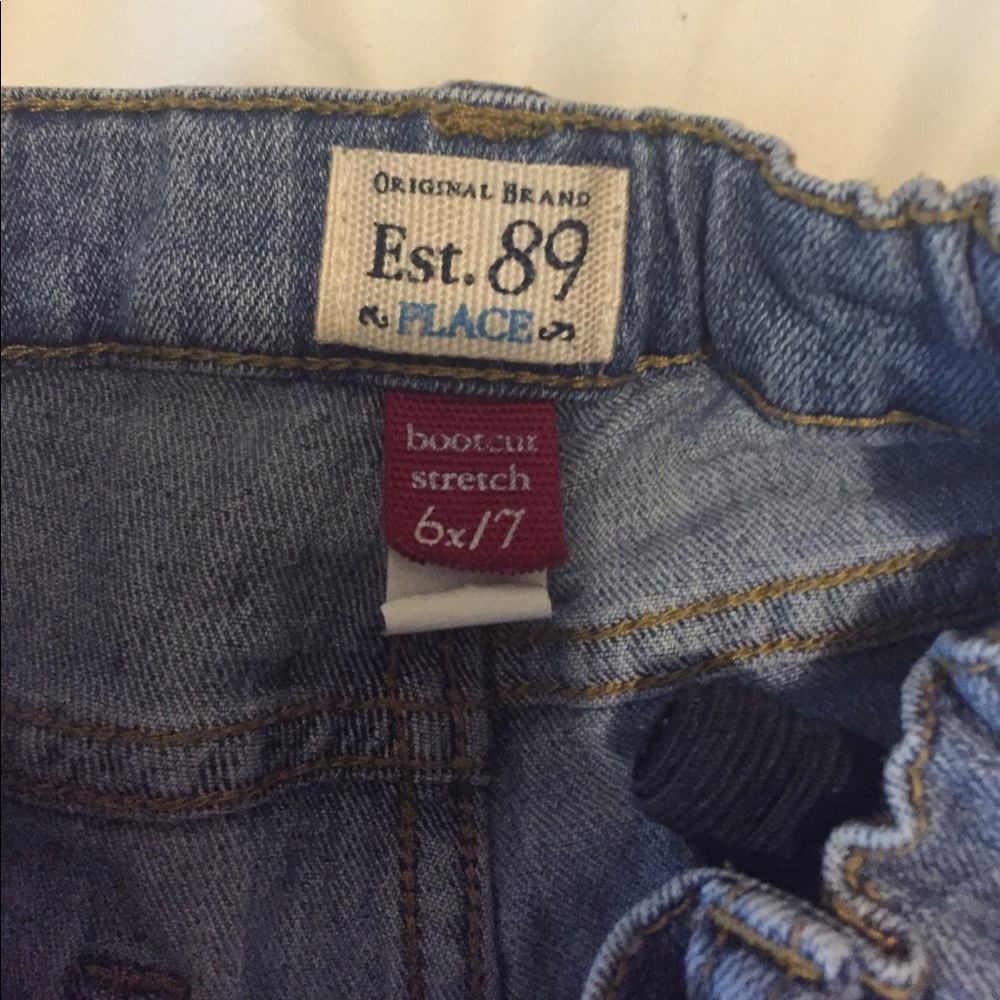 ORIGINAL BRAND
Est. 89
PLACE
bootcut
stretch
6x/7